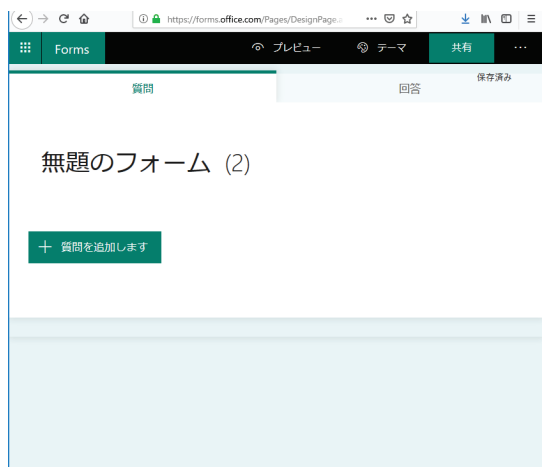 https://forms.office.com/Pages/DesignPage.
Forms
プレビュー
テーマ
共有
保存済み
質問
回答
無題のフォーム (2)
質問を追加します